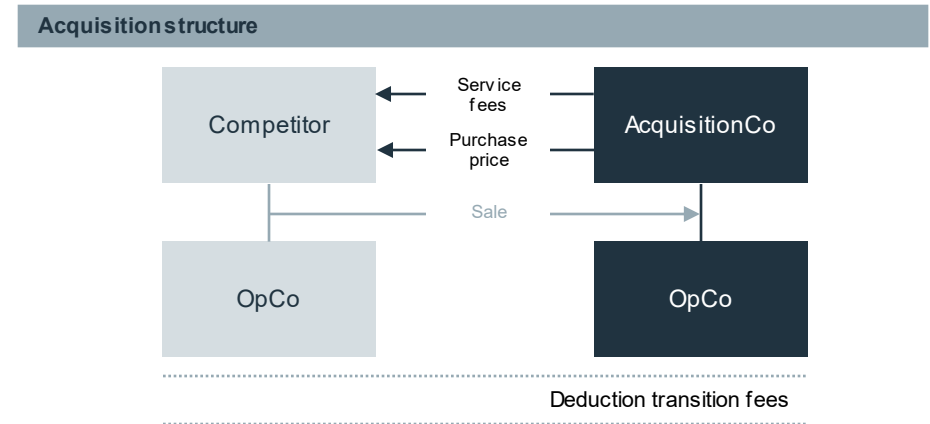 Acquisition structure
Service
fees
Competitor
AcquisitionCo
Purchase
price
Sale
OpCo
OpCo
Deduction transition fees